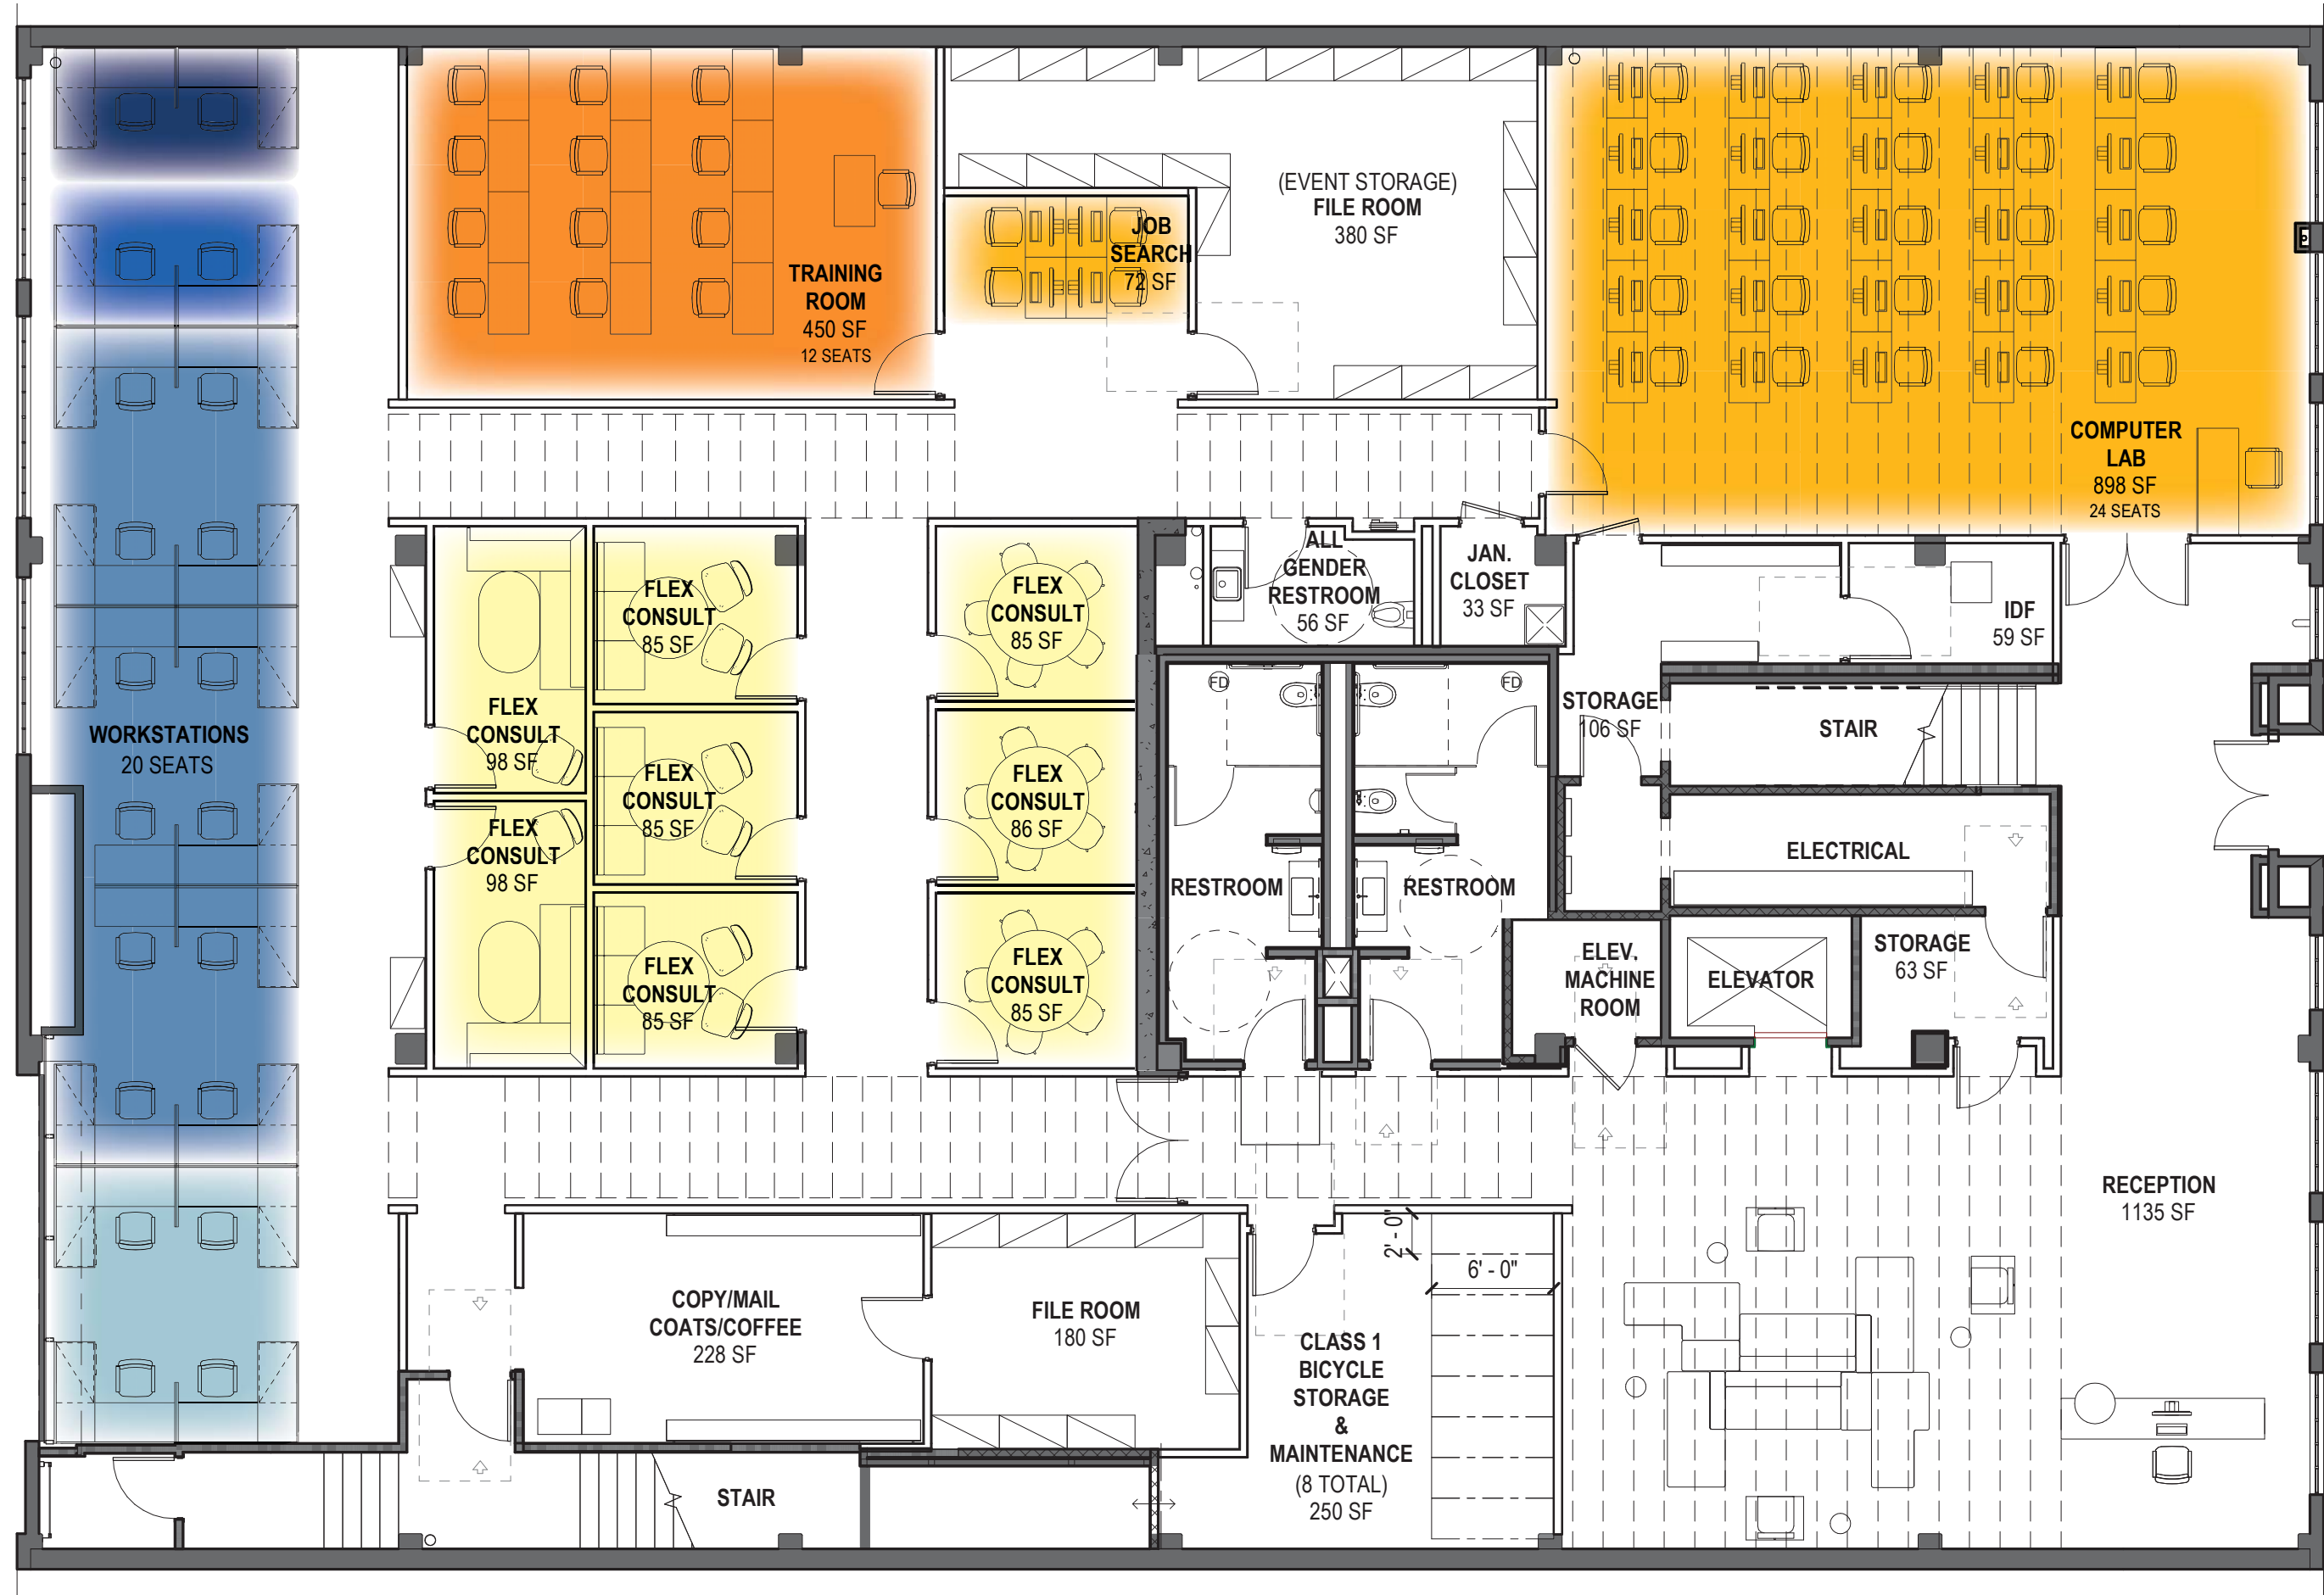 (EVENT STORAGE)
FILE ROOM
380 SF
JOB
SEARCH
72 SF
TRAINING
ROOM
450 SF
12 SEATS
COMPUTER
LAB
898 SF
24 SEATS
WORKSTATIONS
20 SEATS
FLEX
CONSULT
98 SF
FLEX
CONSULT
98 SF
FLEX
CONSULT
85 SF
FLEX
CONSULT
85 SF
FLEX
CONSULT
85 SF
FLEX
CONSULT
85 SF
FLEX
CONSULT
86 SF
FLEX
CONSULT
85 SF
ALL
GENDER
RESTROOM
56 SF
JAN.
CLOSET
33 SF
IDF
59 SF
FD
FD
STORAGE
106 SF
STAIR
ELECTRICAL
RESTROOM
RESTROOM
ELEV.
MACHINE
ROOM
ELEVATOR
STORAGE
63 SF
RECEPTION
1135 SF
COPY/MAIL
COATS/COFFEE
228 SF
FILE ROOM
180 SF
2' - 0"
6' - 0"
CLASS 1
BICYCLE
STORAGE
&
MAINTENANCE
(8 TOTAL)
250 SF
STAIR